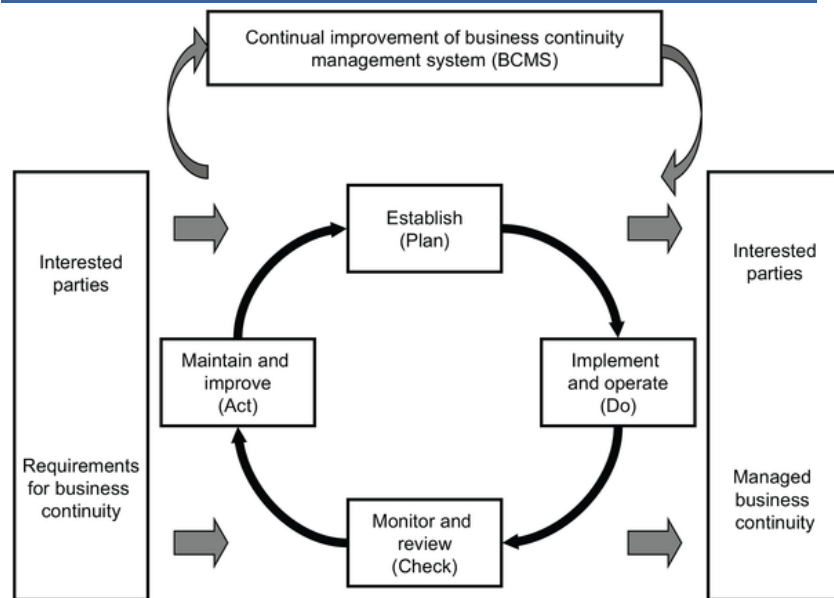 Continual improvement of business continuity
management system (BCMS)
Establish
(Plan)
Interested
parties
Interested
parties
Maintain and
improve
(Act)
Implement
and operate
(Do)
Requirements
for business
continuity
Managed
business
continuity
Monitor and
review
(Check)